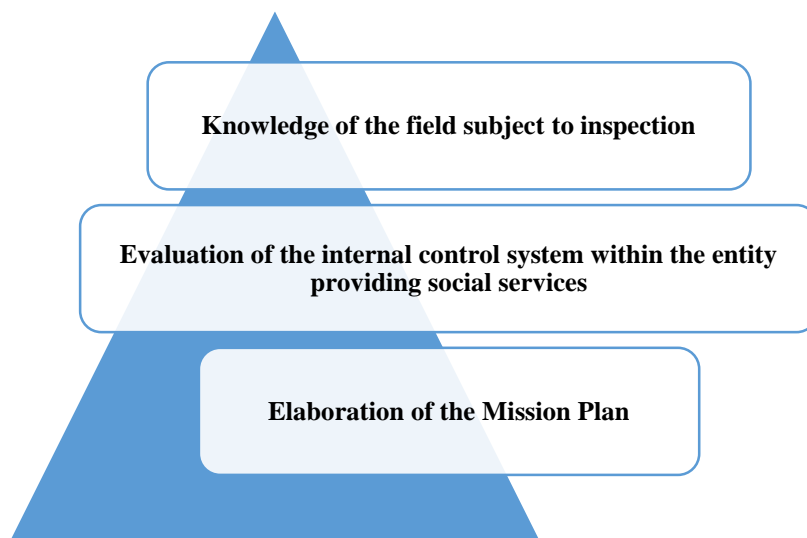 Knowledge of the field subject to inspection
Evaluation of the internal control system within the entity
providing social services
Elaboration of the Mission Plan